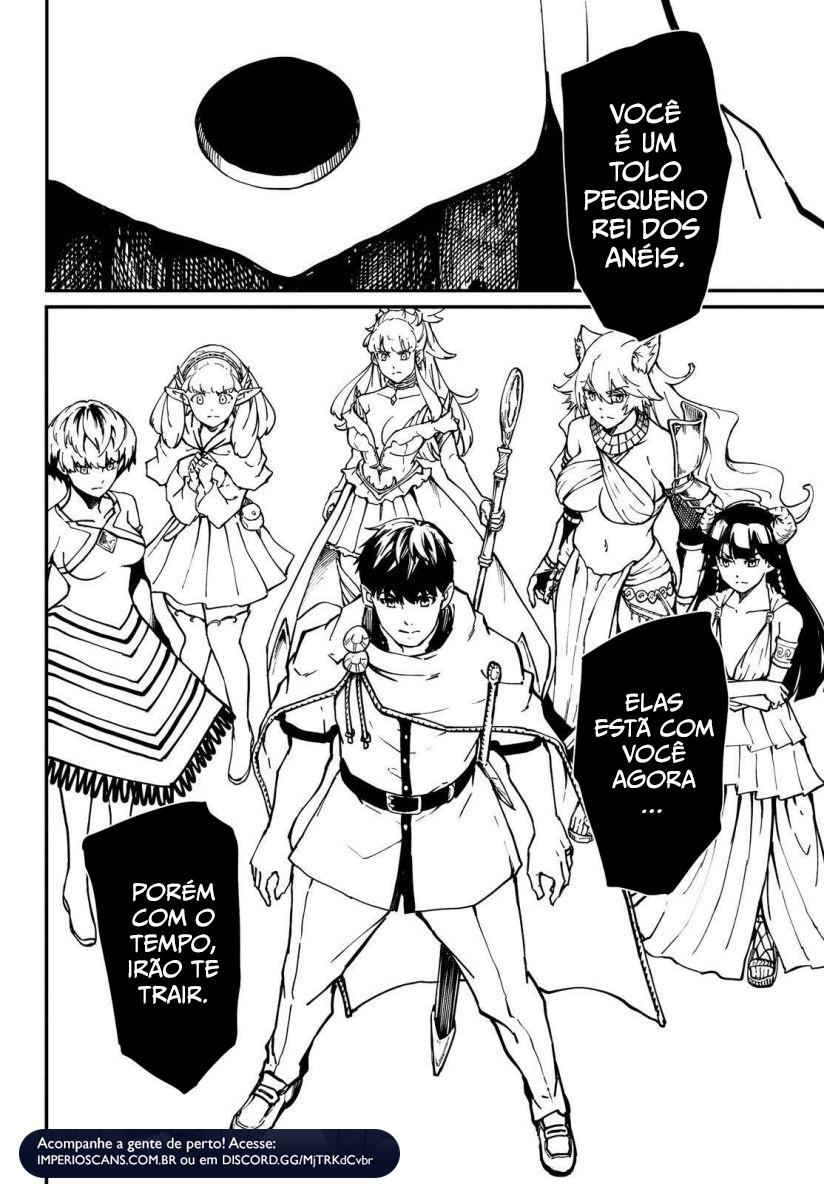 VOCÊ
É UM
TOLO
PEQUENO
REI DOS
ANÉIS.
ELAS
ESTÃ COM
VOCÊ
AGORA
...
PORÉM
COM O
TEMPO,
IRÃO TE
TRAIR.
Acompanhe a gente de perto! Acesse:
IMPERIOSCANS.COM.BR ou em DISCORD.GG/MjTRKdCvbr